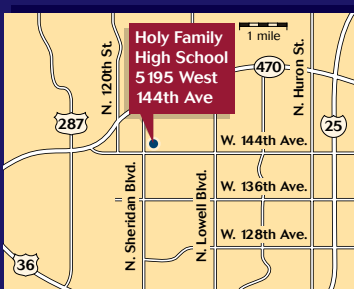 Holy Family
High School
5195 West
144th Ave
1 mile
N. 120th St.
470
N. Huron St.
287
25
W. 144th Ave.
W. 136th Ave.
W. 128th Ave.
N. Sheridan Blvd.
N. Lowell Blvd.
36